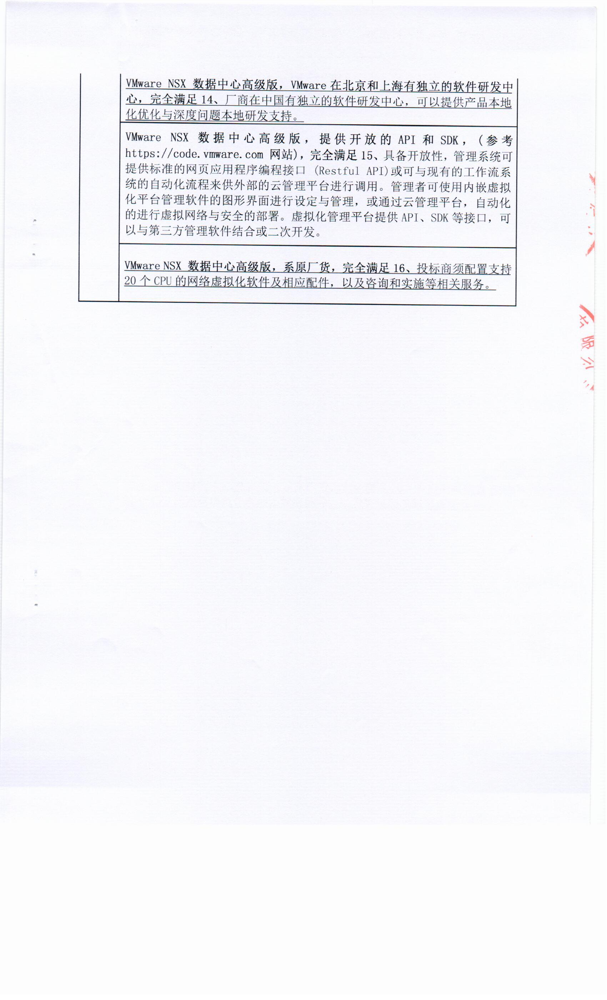 VMware NSX 数据中心高级版，VMware 在北京和上海有独立的软件研发中
心，完全满足 14、厂商在中国有独立的软件研发中心，可以提供产品本地
化优化与深度问题本地研发支持。
VMware NSX 数据中心高级版，提供开放的 API 和 SDK，(参考
https://code.vmware.com 网站)，完全满足 15、具备开放性，管理系统可
提供标准的网页应用程序编程接口 (Restful API)或可与现有的工作流系
统的自动化流程来供外部的云管理平台进行调用。管理者可使用内嵌虚拟
化平台管理软件的图形界面进行设定与管理，或通过云管理平台，自动化
的进行虚拟网络与安全的部署。虚拟化管理平台提供 API、SDK 等接口，可
以与第三方管理软件结合或二次开发。
VMware NSX 数据中心高级版，系原厂货，完全满足 16、投标商须配置支持
20 个 CPU 的网络虚拟化软件及相应配件，以及咨询和实施等相关服务。